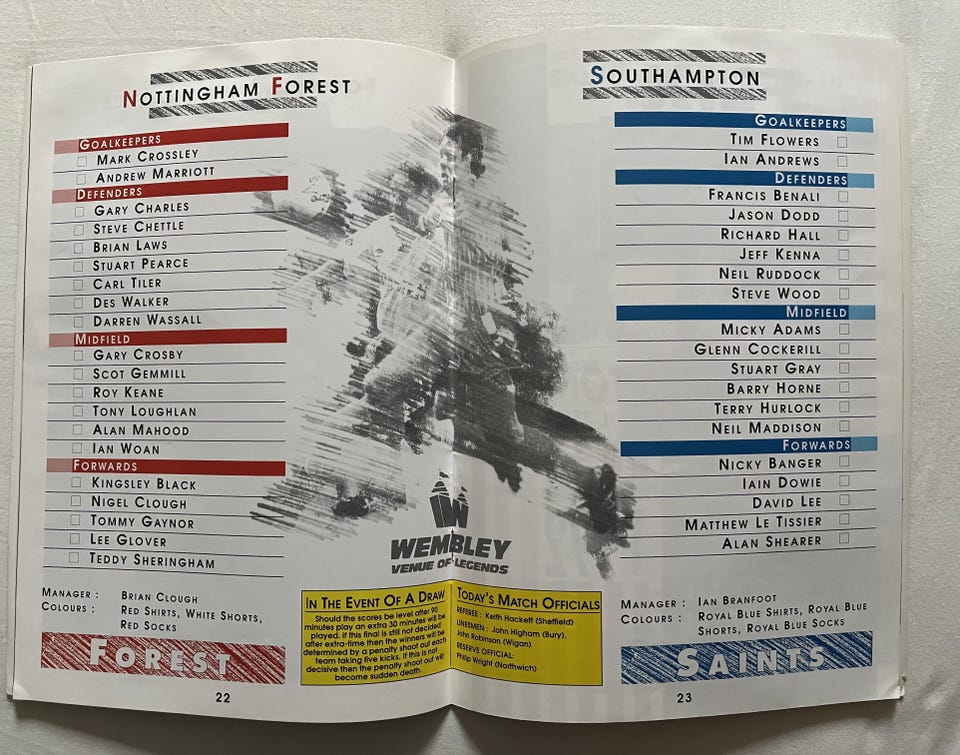 NOTTINGHAM FOREST
GOALKEEPERS
MARK CROSSLEY
ANDREW MARRIOTT
DEFENDERS
GARY CHARLES
STEVE CHETTLE
BRIAN LAWS
STUART PEARCE
CARL TILER
DES WALKER
DARREN WASSALL
MIDFIELD
GARY CROSBY
SCOT GEMMILL
ROY KEANE
TONY LOUGHLAN
ALAN MAHOOD
IAN WOAN
FORWARDS
KINGSLEY BLACK
NIGEL CLOUGH
TOMMY GAYNOR
LEE GLOVER
TEDDY SHERINGHAM
MANAGER : BRIAN CLOUGH
COLOURS : RED SHIRTS, WHITE SHORTS,
RED SOCKS
FOREST
22
WEMBLEY
VENUE OF LEGENDS
IN THE EVENT OF A DRAW
Should the scores be level after 90
minutes play an extra 30 minutes will be
played. If this final is still not decided
after extra-time then the winners will be
determined by a penalty shoot out each
team taking five kicks. If this is not
decisive then the penalty shoot out will
become sudden death.
TODAY'S MATCH OFFICIALS
REFEREE : Keith Hackett (Sheffield)
LINESMEN : John Higham (Bury),
John Robinson (Wigan)
RESERVE OFFICIAL:
Philip Wright (Northwich)
SOUTHAMPTON
GOALKEEPERS
TIM FLOWERS
IAN ANDREWS
DEFENDERS
FRANCIS BENALI
JASON DODD
RICHARD HALL
JEFF KENNA
NEIL RUDDOCK
STEVE WOOD
MIDFIELD
MICKY ADAMS
GLENN COCKERILL
STUART GRAY
BARRY HORNE
TERRY HURLOCK
NEIL MADDISON
FORWARDS
NICKY BANGER
IAIN DOWIE
DAVID LEE
MATTHEW LE TISSIER
ALAN SHEARER
MANAGER : IAN BRANFOOT
COLOURS : ROYAL BLUE SHIRTS, ROYAL BLUE
SHORTS, ROYAL BLUE SOCKS
SAINTS
23